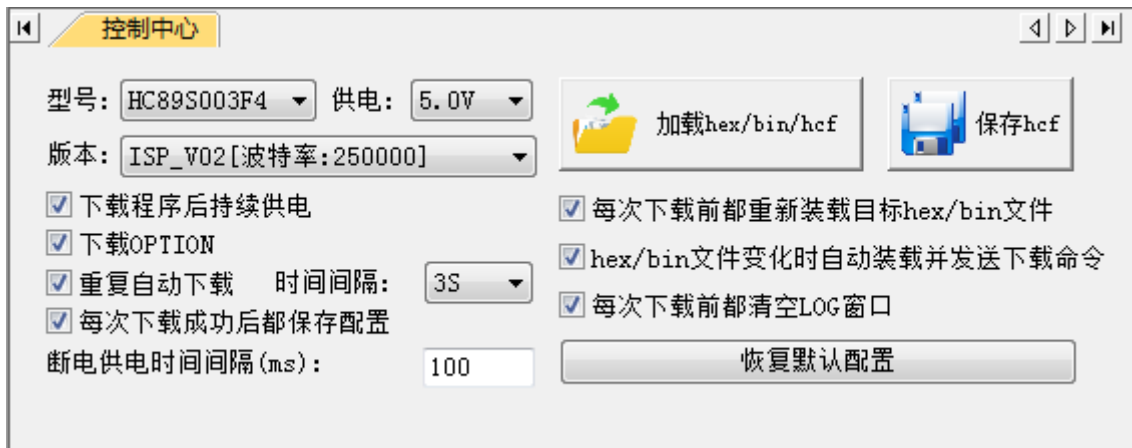 控制中心
型号: HC89S003F4 供电: 5.0V
加载hex/bin/hcf
保存hcf
版本: ISP_V02[波特率:250000]
下载程序后持续供电
每次下载前都重新装载目标hex/bin文件
下载OPTION
hex/bin文件变化时自动装载并发送下载命令
重复自动下载 时间间隔: 3S
每次下载前都清空LOG窗口
每次下载成功后都保存配置
断电供电时间间隔(ms): 100
恢复默认配置